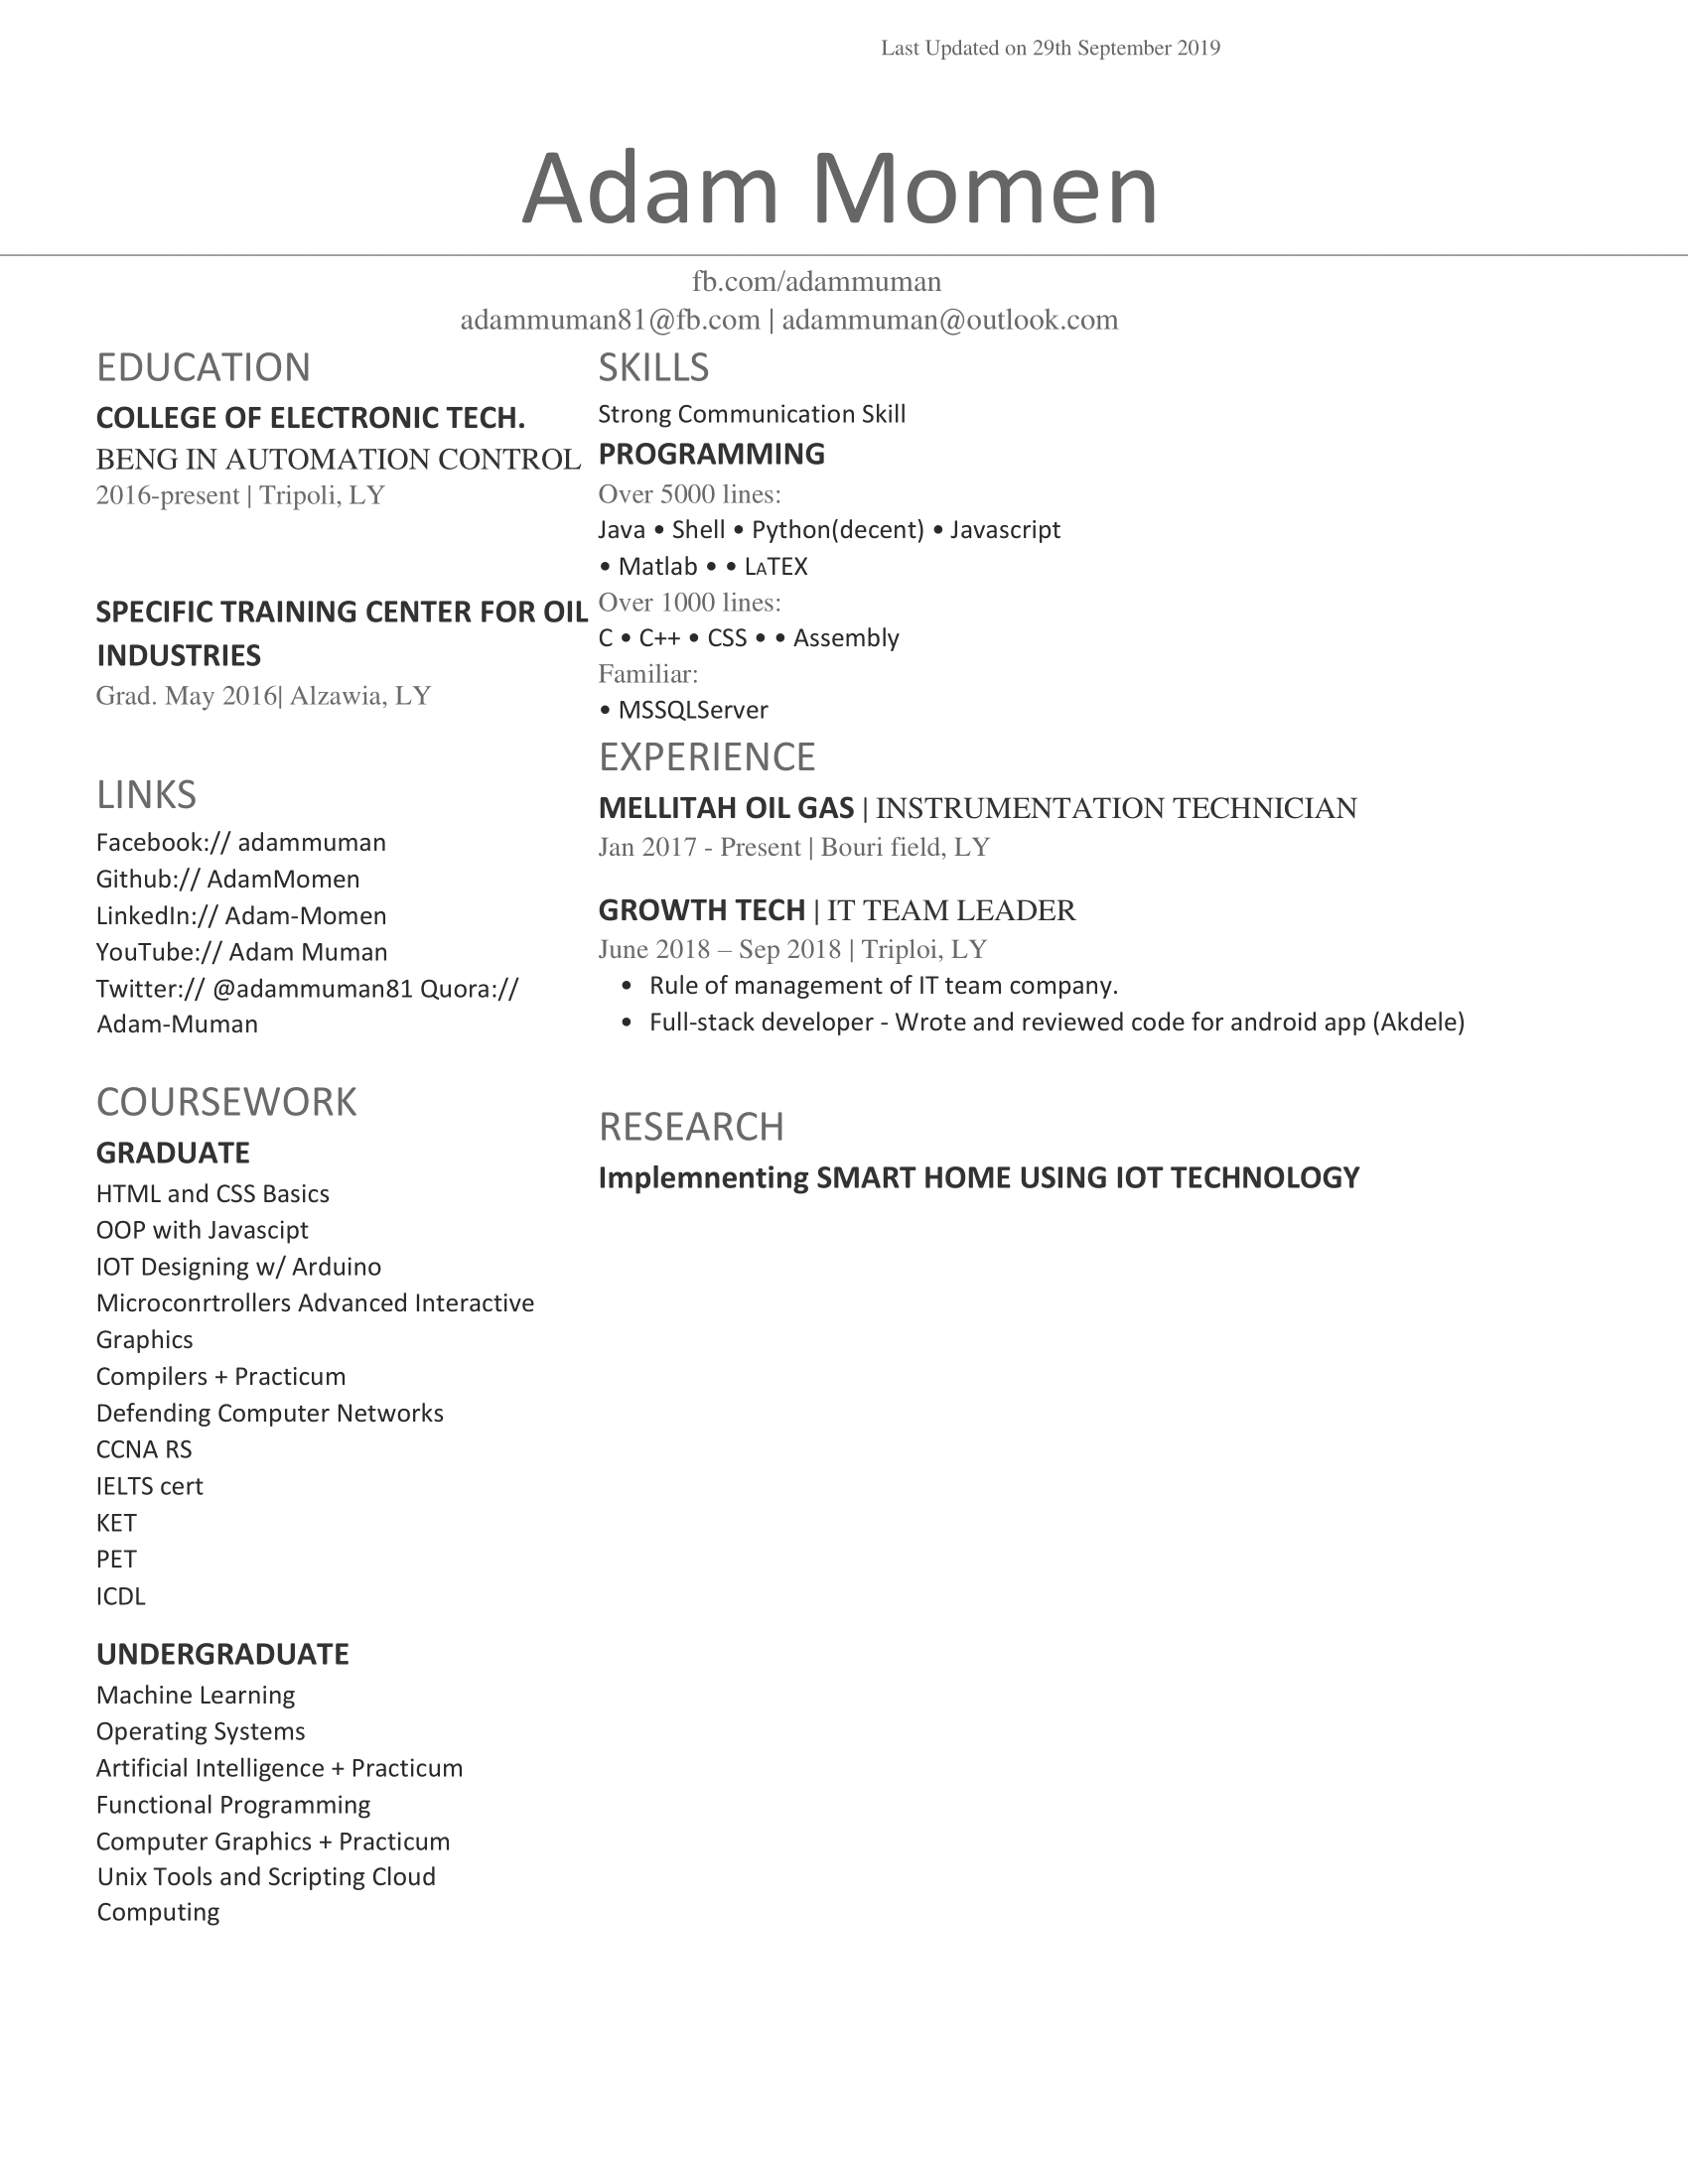 Last Updated on 29th September 2019
Adam Momen
fb.com/adammuman
adammuman81@fb.com | adammuman@outlook.com
EDUCATION
COLLEGE OF ELECTRONIC TECH.
BENG IN AUTOMATION CONTROL
2016-present | Tripoli, LY
SPECIFIC TRAINING CENTER FOR OIL
INDUSTRIES
Grad. May 2016| Alzawia, LY
LINKS
Facebook:// adammuman
Github:// AdamMomen
LinkedIn:// Adam-Momen
YouTube:// Adam Muman
Twitter:// @adammuman81 Quora://
Adam-Muman
COURSEWORK
GRADUATE
HTML and CSS Basics
OOP with Javascipt
IOT Designing w/ Arduino
Microconrtrollers Advanced Interactive
Graphics
Compilers + Practicum
Defending Computer Networks
CCNA RS
IELTS cert
KET
PET
ICDL
UNDERGRADUATE
Machine Learning
Operating Systems
Artificial Intelligence + Practicum
Functional Programming
Computer Graphics + Practicum
Unix Tools and Scripting Cloud
Computing
SKILLS
Strong Communication Skill
PROGRAMMING
Over 5000 lines:
Java • Shell • Python(decent) • Javascript
• Matlab • • LATEX
Over 1000 lines:
C • C++ • CSS • • Assembly
Familiar:
• MSSQLServer
EXPERIENCE
MELLITAH OIL GAS | INSTRUMENTATION TECHNICIAN
Jan 2017 - Present | Bouri field, LY
GROWTH TECH | IT TEAM LEADER
June 2018 – Sep 2018 | Triploi, LY
• Rule of management of IT team company.
• Full-stack developer - Wrote and reviewed code for android app (Akdele)
RESEARCH
Implemnenting SMART HOME USING IOT TECHNOLOGY